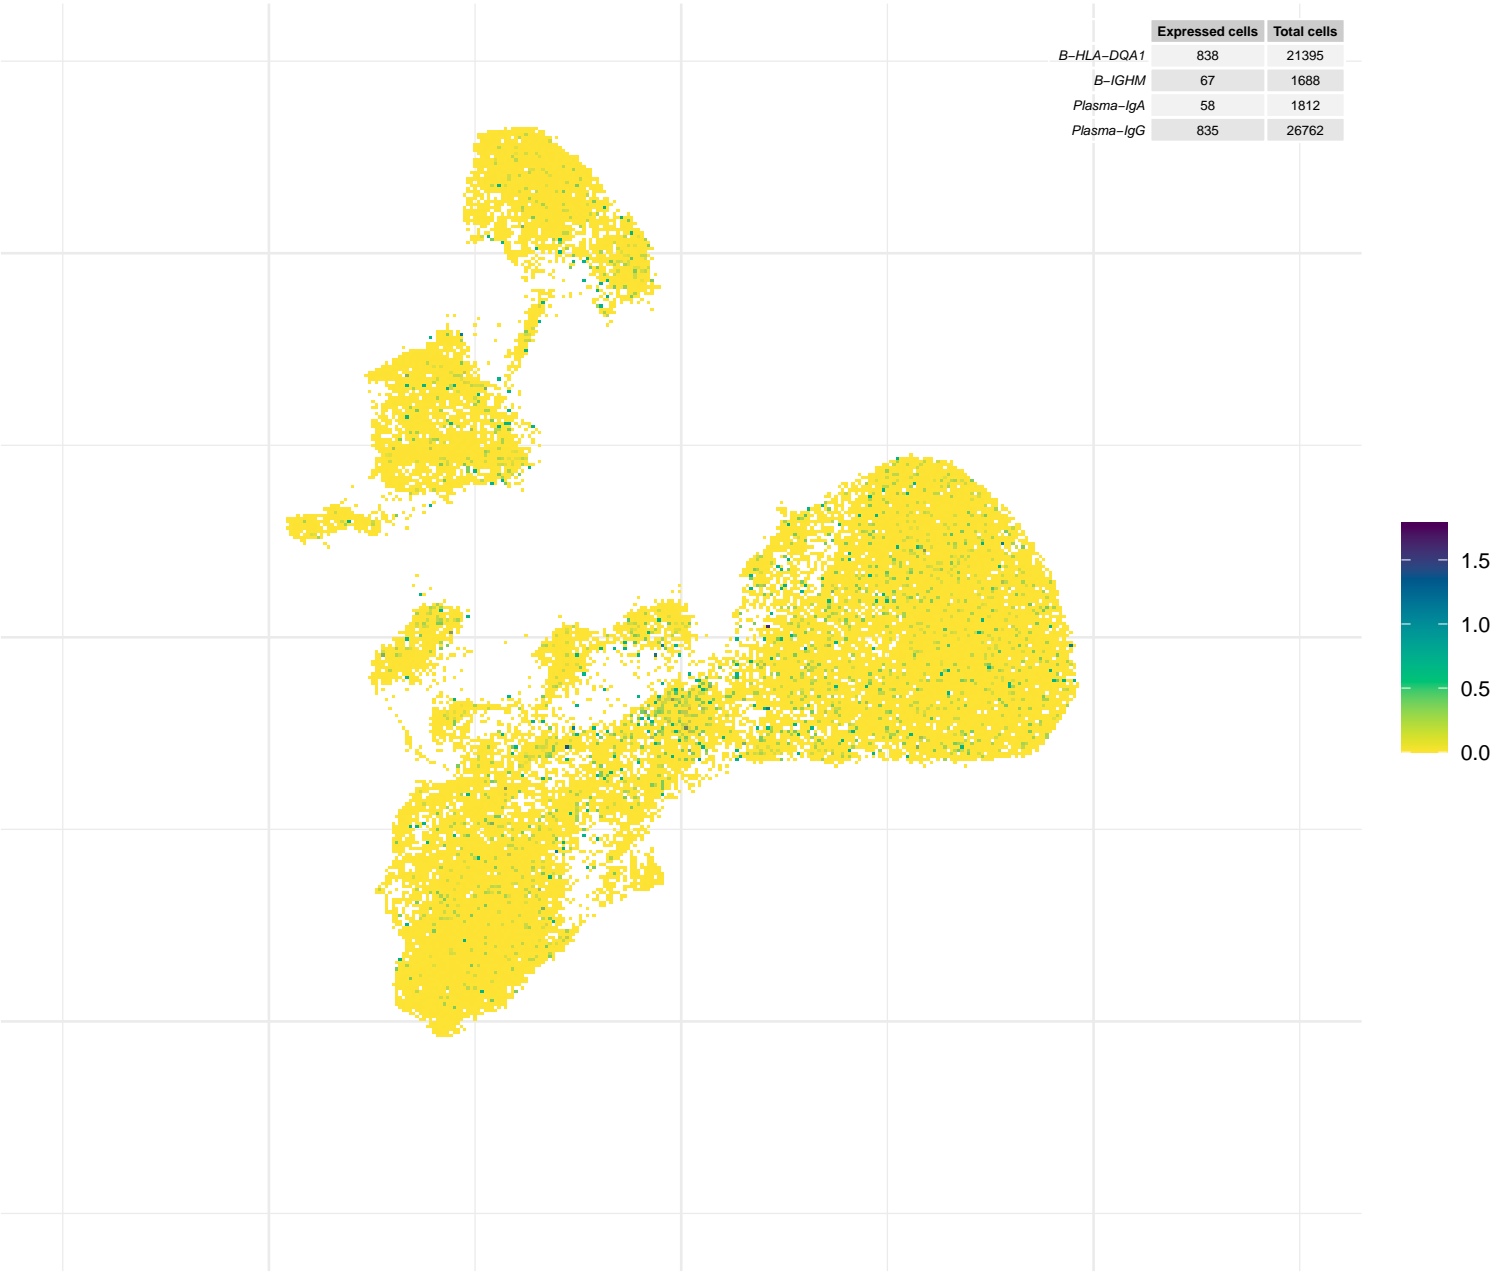 Expressed cells Total cells
B−HLA−DQA1 838 21395
B−IGHM 67 1688
Plasma−IgA 58 1812
Plasma−IgG 835 26762
1.5
1.0
0.5
0.0